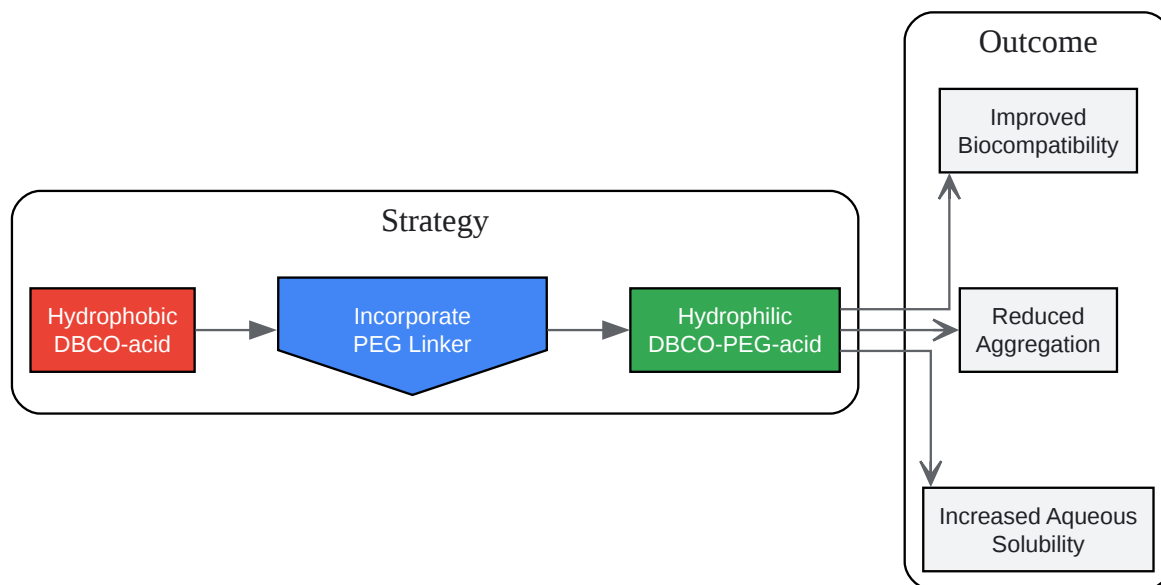 Strategy
Hydrophobic
DBCO-acid
Incorporate
PEG Linker
Hydrophilic
DBCO-PEG-acid
Outcome
Improved
Biocompatibility
Reduced
Aggregation
Increased Aqueous
Solubility